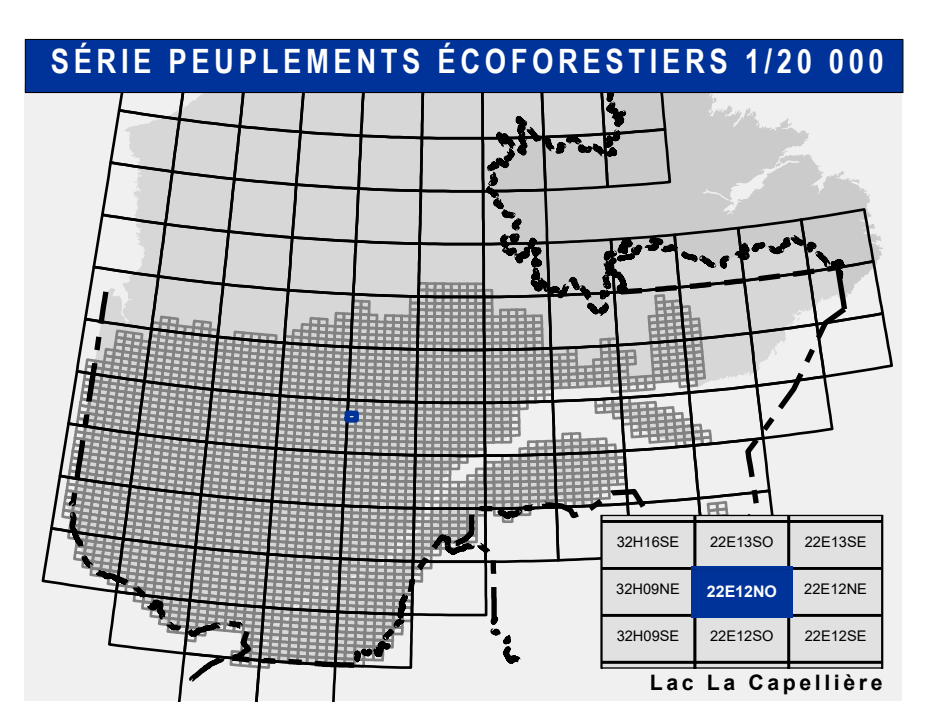 SÉRIE PEUPLEMENTS ÉCOFORESTIERS 1/20 000
32H16SE 22E13SO 22E13SE
32H09NE 22E12NO 22E12NE
32H09SE 22E12SO 22E12SE
Lac La Capellière